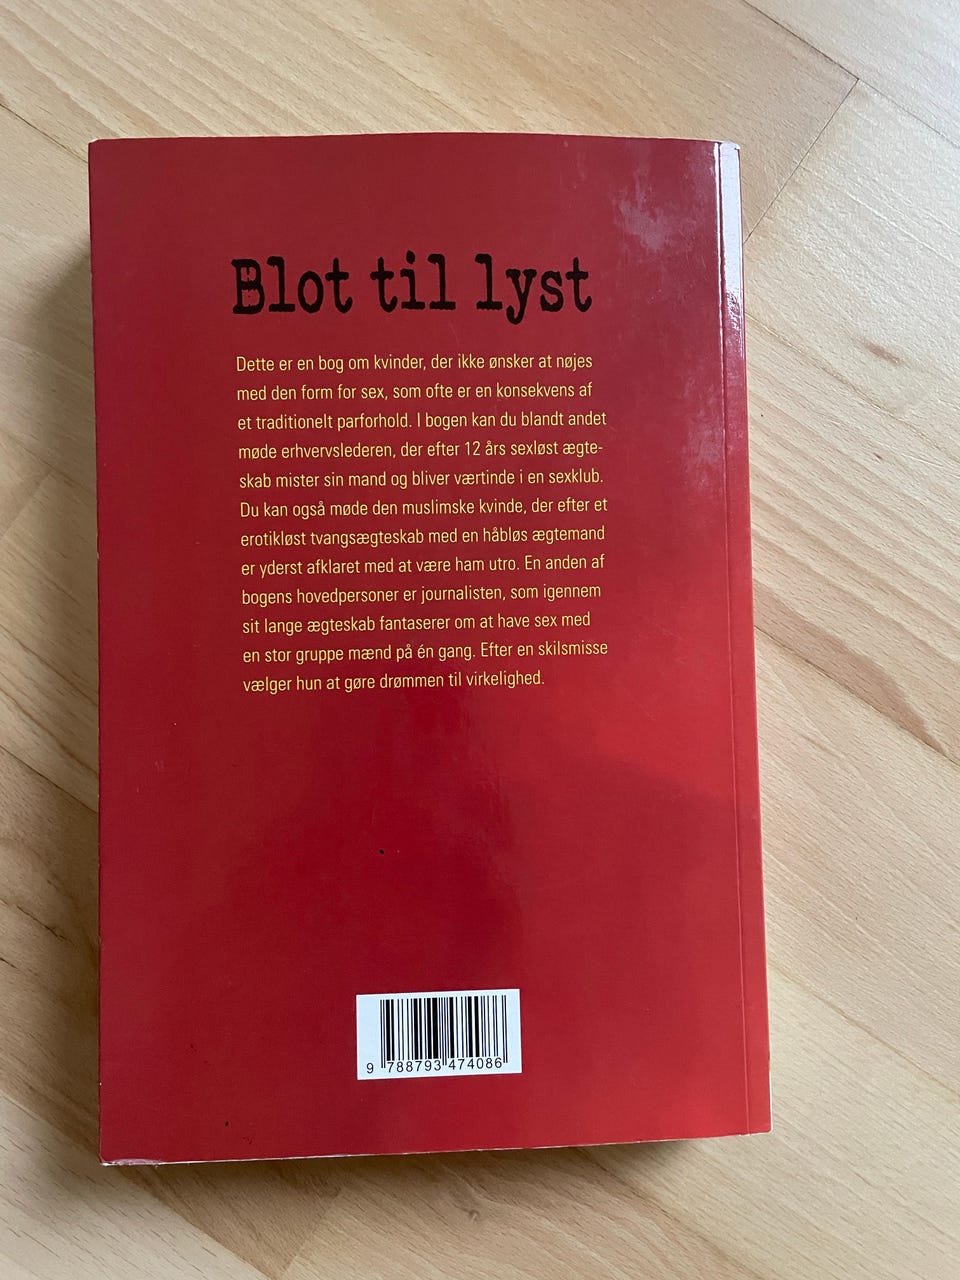 Blot til lyst
Dette er en bog om kvinder, der ikke ønsker at nøjes
med den form for sex, som ofte er en konsekvens af
et traditionelt parforhold. I bogen kan du blandt andet
møde erhvervslederen, der efter 12 års sexløst ægte-
skab mister sin mand og bliver værtinde i en sexklub.
Du kan også møde den muslimske kvinde, der efter et
erotikløst tvangsægteskab med en håbløs ægtemand
er yderst afklaret med at være ham utro. En anden af
bogens hovedpersoner er journalisten, som igennem
sit lange ægteskab fantaserer om at have sex med
en stor gruppe mænd på én gang. Efter en skilsmisse
vælger hun at gøre drømmen til virkelighed.
9 788793 474086